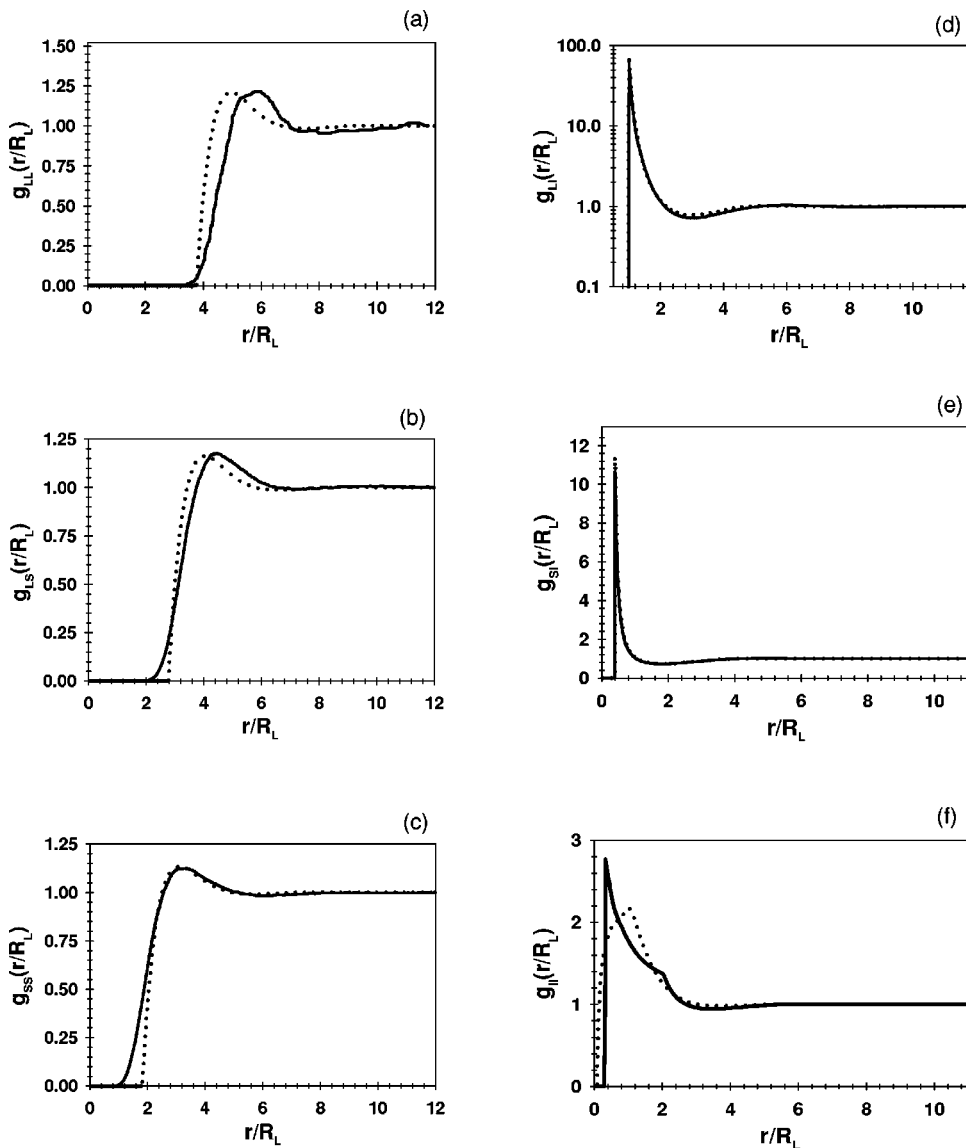 (a)
1.50
1.25
1.00
0.75
0.50
0.25
0.00
g_LL(r/R_L)
0 2 4 6 8 10 12
r/R_L
(b)
1.25
1.00
0.75
0.50
0.25
0.00
g_LS(r/R_L)
0 2 4 6 8 10 12
r/R_L
(c)
1.25
1.00
0.75
0.50
0.25
0.00
g_SS(r/R_L)
0 2 4 6 8 10 12
r/R_L
(d)
100.0
10.0
1.0
0.1
g_LI(r/R_L)
2 4 6 8 10
r/R_L
(e)
12
10
8
6
4
2
0
g_SI(r/R_L)
0 2 4 6 8 10
r/R_L
(f)
3
2
1
0
g_II(r/R_L)
0 2 4 6 8 10
r/R_L